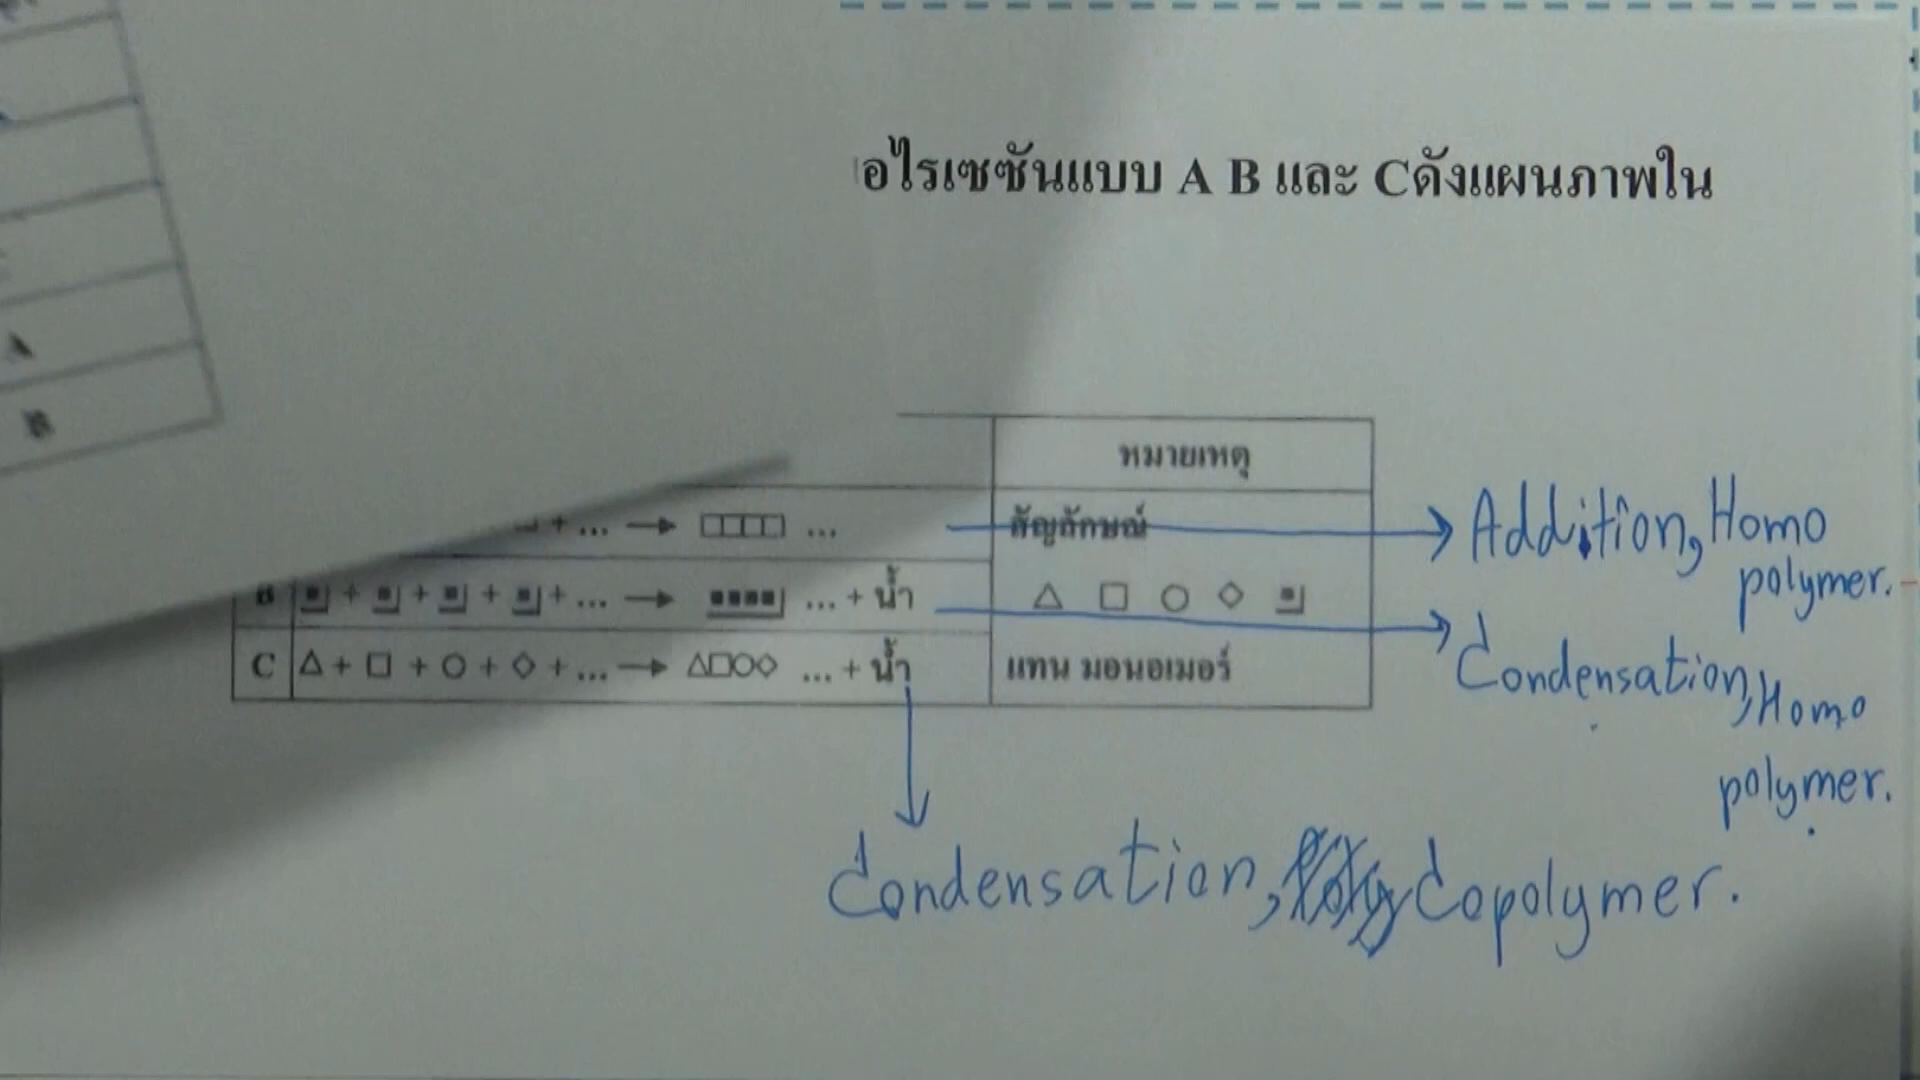 อไรเซซันแบบ A B และ Cดังแผนภาพใน
A
B
หมายเหตุ
+ ... → □□□□□ ...
สัญลักษณ์
Addition, Homo
polymer.
B + + + + ... → ... + น้ำ
△ □ ○ ◇
Condensation, Homo
polymer.
C △ + □ + ○ + ◇ + ... → △□○◇ ... + น้ำ
แทน มอนอเมอร์
Condensation, Copolymer.